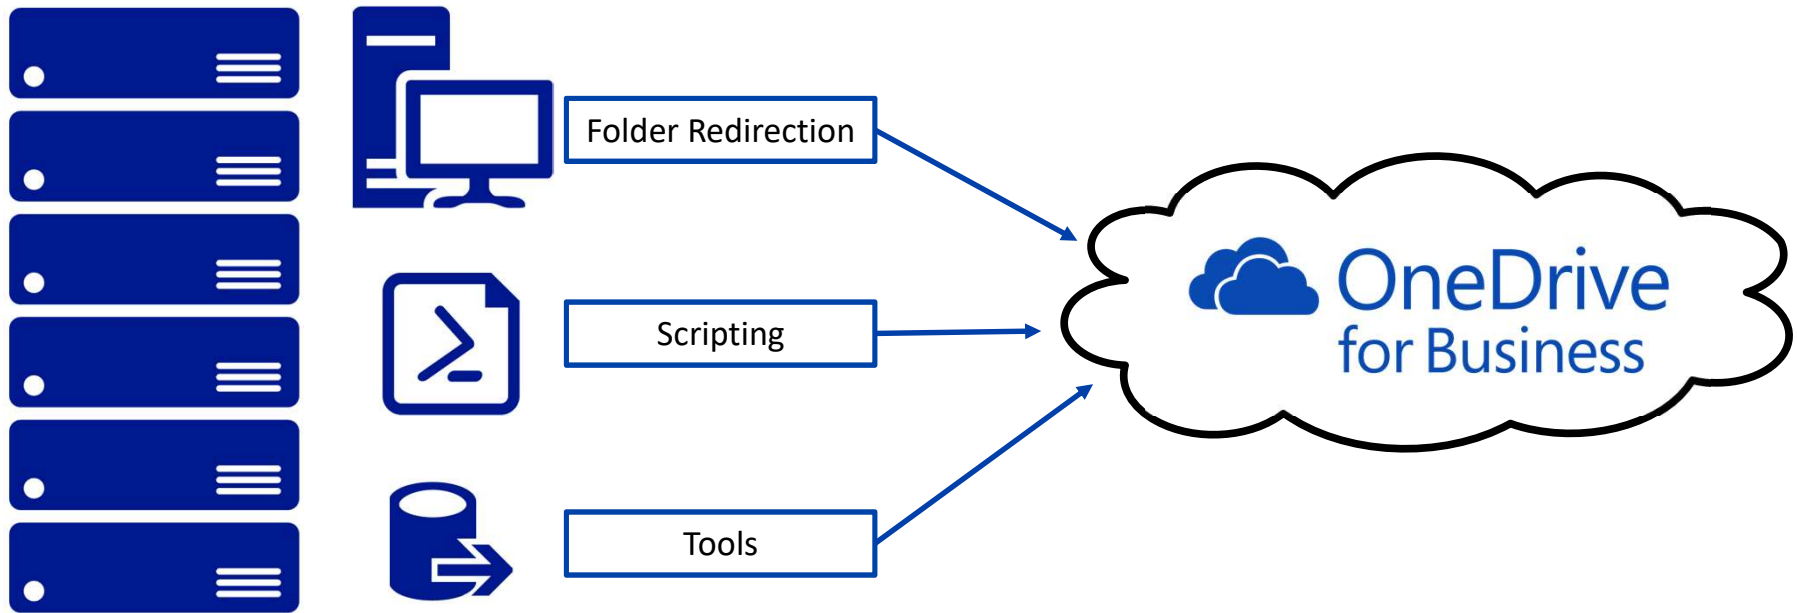 Folder Redirection
Scripting
Tools
OneDrive
for Business